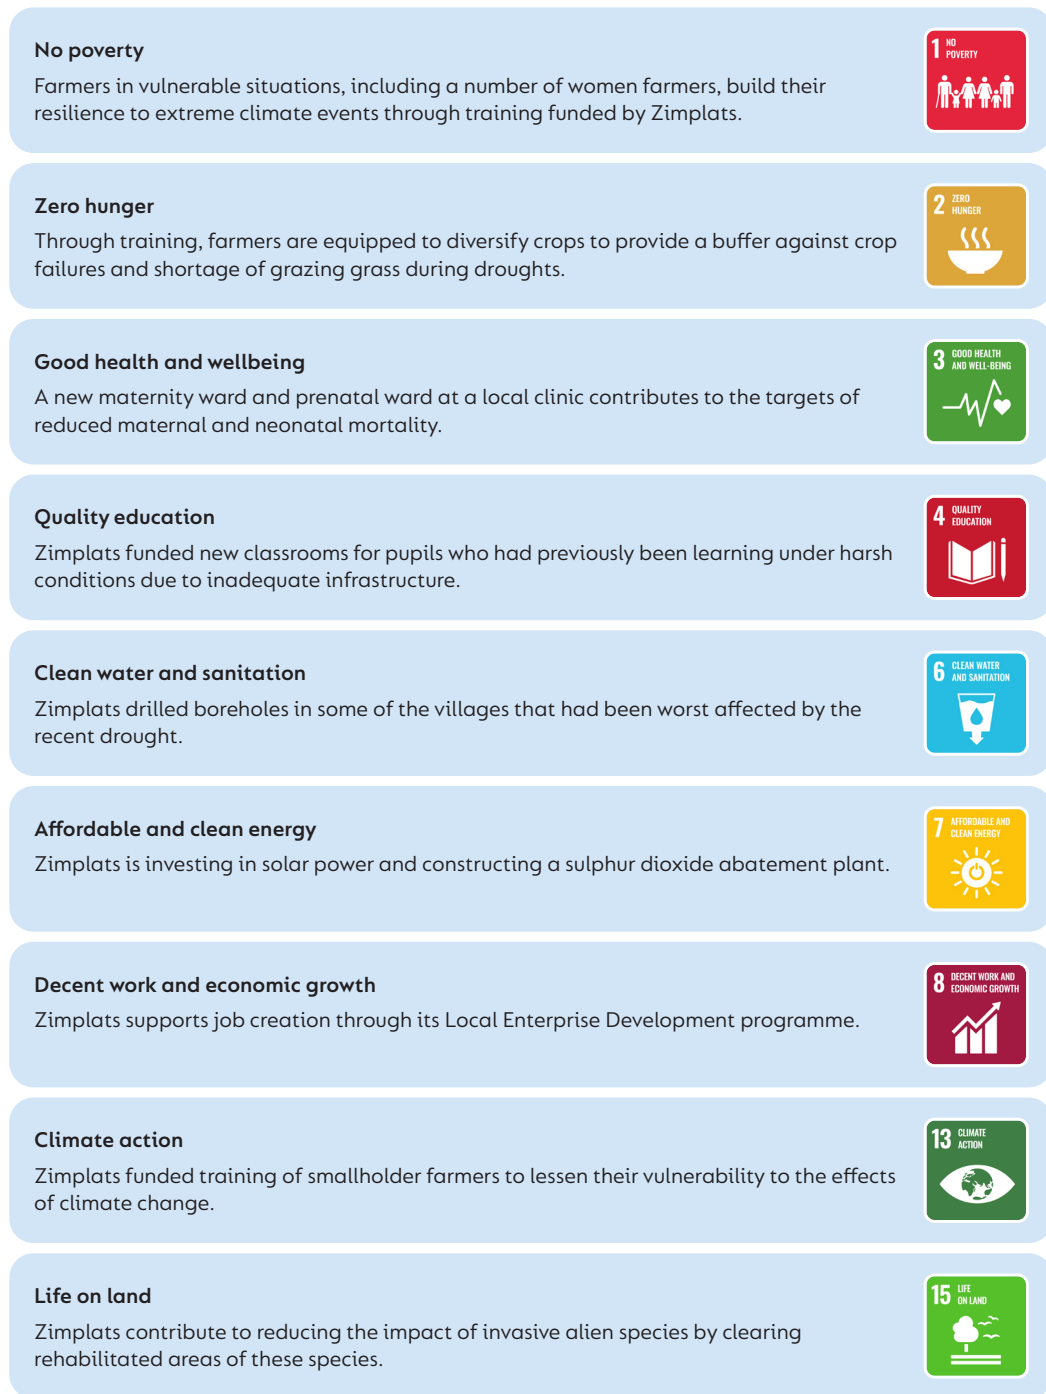 No poverty
Farmers in vulnerable situations, including a number of women farmers, build their
resilience to extreme climate events through training funded by Zimplats.
1 NO
POVERTY
Zero hunger
Through training, farmers are equipped to diversify crops to provide a buffer against crop
failures and shortage of grazing grass during droughts.
2 ZERO
HUNGER
Good health and wellbeing
A new maternity ward and prenatal ward at a local clinic contributes to the targets of
reduced maternal and neonatal mortality.
3 GOOD HEALTH
AND WELL-BEING
Quality education
Zimplats funded new classrooms for pupils who had previously been learning under harsh
conditions due to inadequate infrastructure.
4 QUALITY
EDUCATION
Clean water and sanitation
Zimplats drilled boreholes in some of the villages that had been worst affected by the
recent drought.
6 CLEAN WATER
AND SANITATION
Affordable and clean energy
Zimplats is investing in solar power and constructing a sulphur dioxide abatement plant.
7 AFFORDABLE AND
CLEAN ENERGY
Decent work and economic growth
Zimplats supports job creation through its Local Enterprise Development programme.
8 DECENT WORK AND
ECONOMIC GROWTH
Climate action
Zimplats funded training of smallholder farmers to lessen their vulnerability to the effects
of climate change.
13 CLIMATE
ACTION
Life on land
Zimplats contribute to reducing the impact of invasive alien species by clearing
rehabilitated areas of these species.
15 LIFE
ON LAND